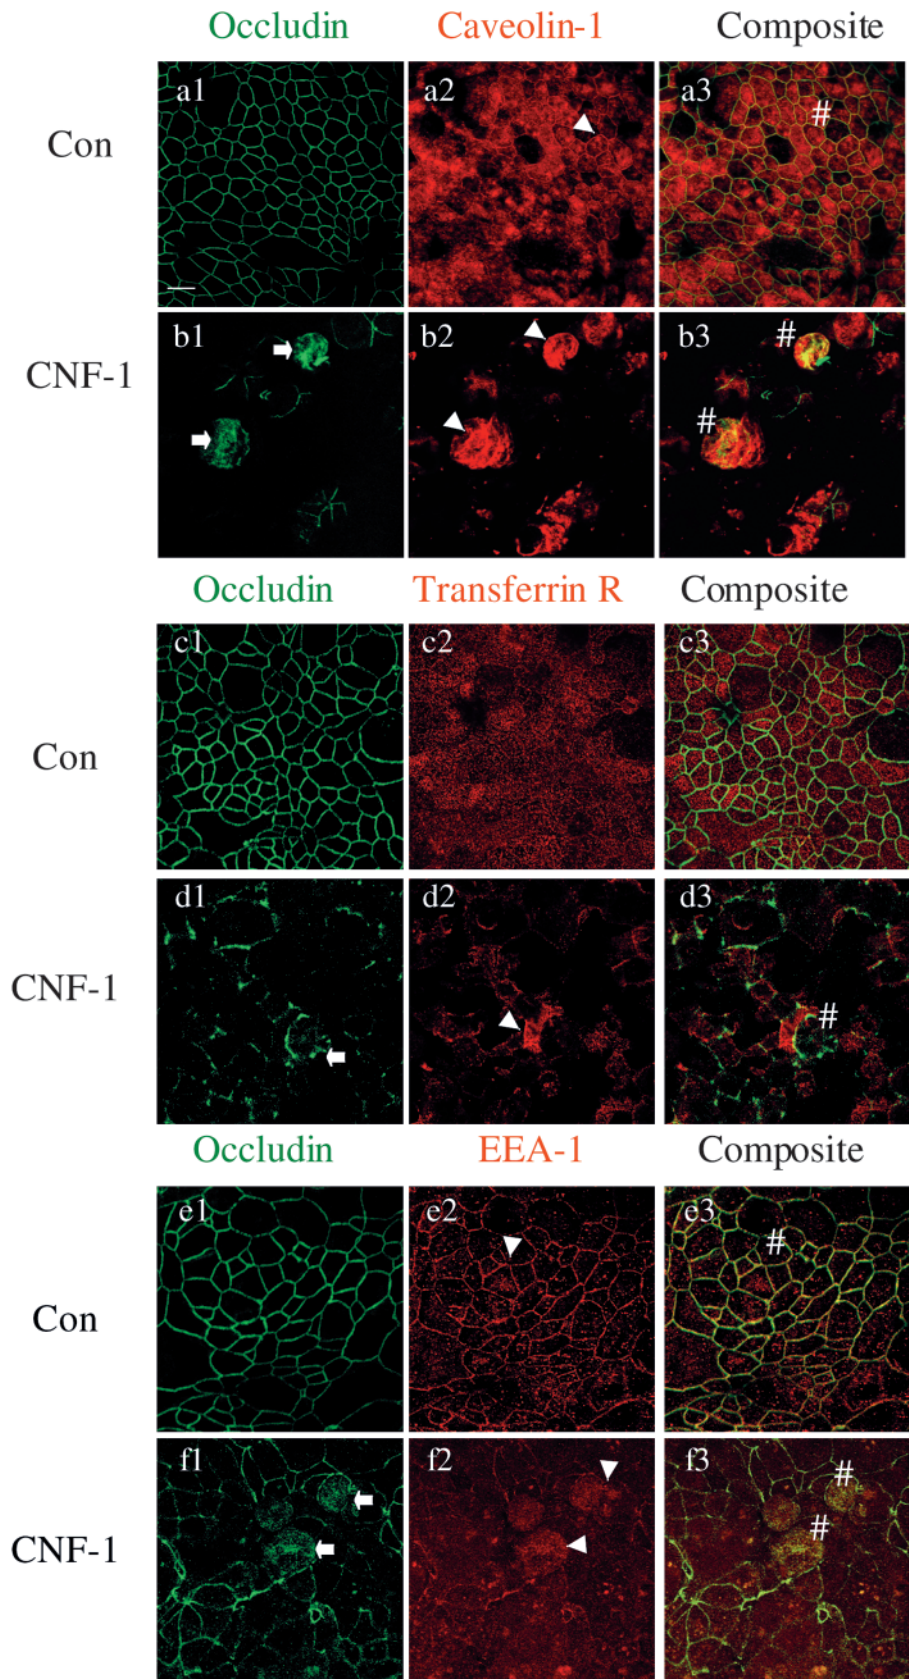 Occludin Caveolin-1 Composite
Con a1 a2 a3 #
CNF-1 b1 b2 b3 # #
Occludin Transferrin R Composite
Con c1 c2 c3
CNF-1 d1 d2 d3 #
Occludin EEA-1 Composite
Con e1 e2 e3 #
CNF-1 f1 f2 f3 # #